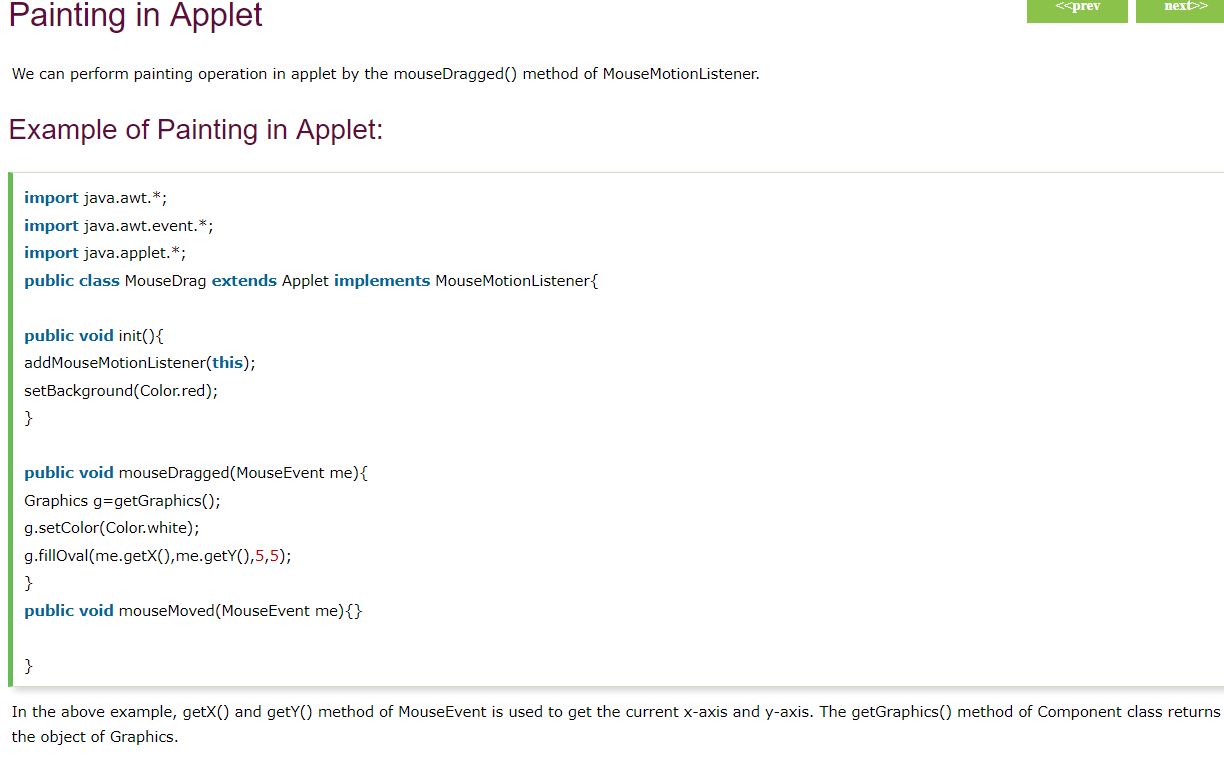 Painting in Applet
<<prev
next>>
We can perform painting operation in applet by the mouseDragged() method of MouseMotionListener.
Example of Painting in Applet:
import java.awt.*;
import java.awt.event.*;
import java.applet.*;
public class MouseDrag extends Applet implements MouseMotionListener{
public void init(){
addMouseMotionListener(this);
setBackground(Color.red);
}
public void mouseDragged(MouseEvent me){
Graphics g=getGraphics();
g.setColor(Color.white);
g.fillOval(me.getX(),me.getY(),5,5);
}
public void mouseMoved(MouseEvent me){}
}
In the above example, getX() and getY() method of MouseEvent is used to get the current x-axis and y-axis. The getGraphics() method of Component class returns
the object of Graphics.